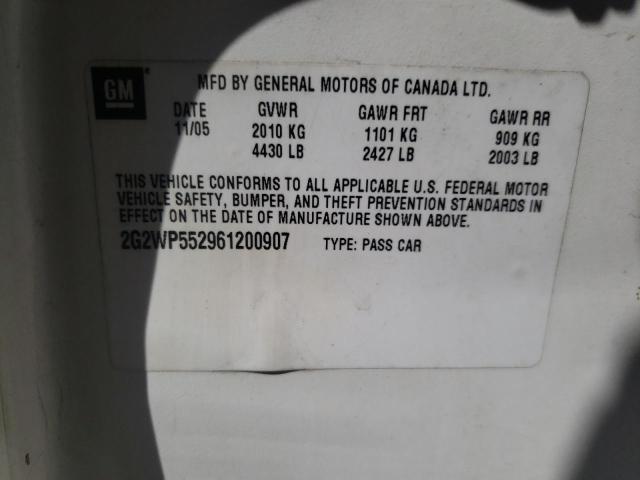 GM
MFD BY GENERAL MOTORS OF CANADA LTD.
DATE GVWR GAWR FRT GAWR RR
11/05 2010 KG 1101 KG 909 KG
4430 LB 2427 LB 2003 LB
THIS VEHICLE CONFORMS TO ALL APPLICABLE U.S. FEDERAL MOTOR
VEHICLE SAFETY, BUMPER, AND THEFT PREVENTION STANDARDS IN
EFFECT ON THE DATE OF MANUFACTURE SHOWN ABOVE.
2G2WP552961200907 TYPE: PASS CAR